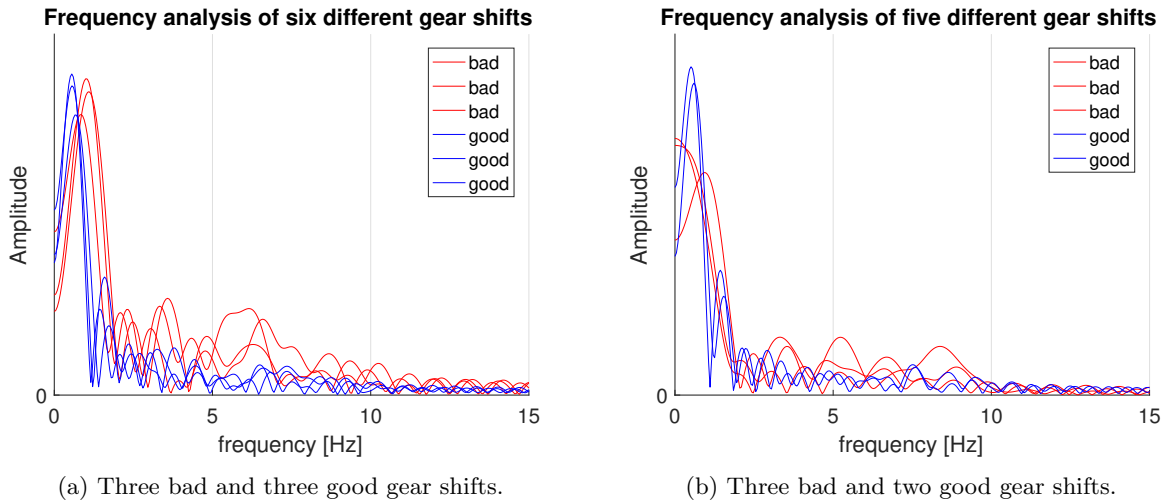 Frequency analysis of six different gear shifts
bad
bad
bad
good
good
good
Amplitude
0
0
5
10
15
frequency [Hz]
(a) Three bad and three good gear shifts.
Frequency analysis of five different gear shifts
bad
bad
bad
good
good
Amplitude
0
0
5
10
15
frequency [Hz]
(b) Three bad and two good gear shifts.